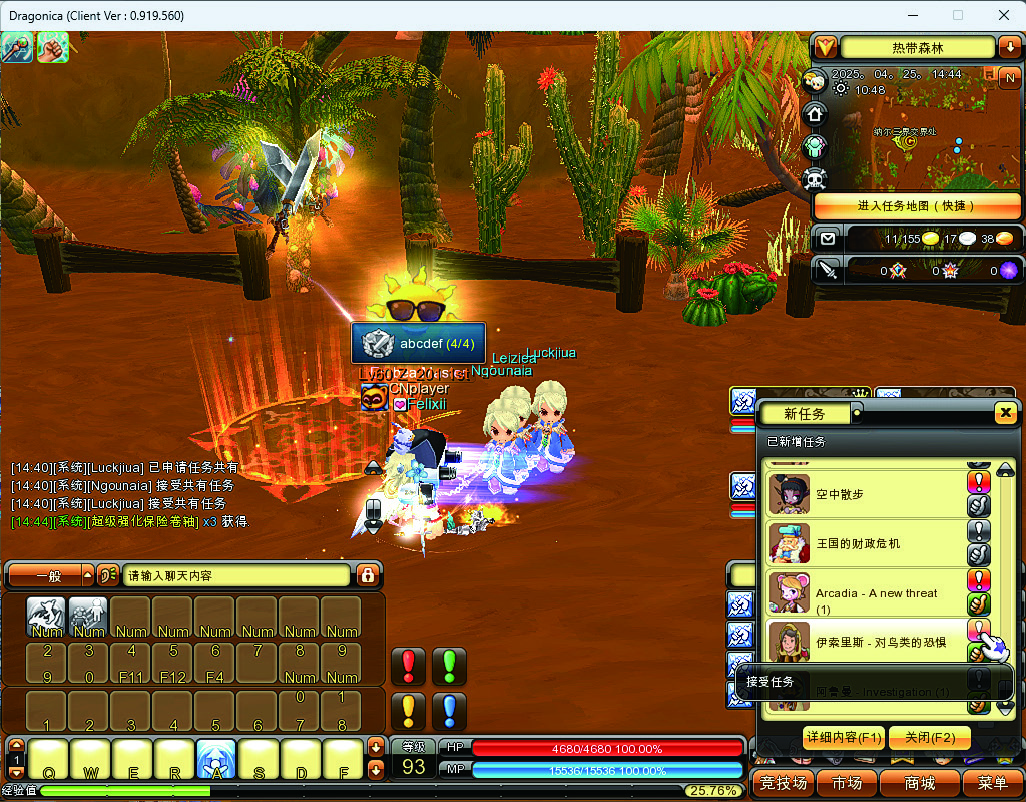 Dragonica (Client Ver : 0.919.560)
热带森林
2025。 04。 25。 14:44
N
10:48
纳尔三界交界处
进入任务地图 ( 快捷 )
11,155 17 38
0 0 0
abcdef (4/4)
Leiziea
Luckjiua
Ngounaia
CNplayer
Felixii
新任务
已新增任务
空中散步
王国的财政危机
Arcadia - A new threat
(1)
伊索里斯 - 对鸟类的恐惧
接受任务
阿鲁曼 - Investigation (1)
详细内容(F1)
关闭(F2)
[14:40][系统][Luckjiua] 已申请任务共有
[14:40][系统][Ngounaia] 接受共有任务
[14:40][系统][Luckjiua] 接受共有任务
[14:44][系统][超级强化保险卷轴] x3 获得.
一般
请输入聊天内容
Num Num Num Num Num Num Num Num
2 3 4 5 6 7 8 9
9 0 F11 F12 F4 Num Num
0 1
1 2 3 4 5 6 7 8
1
Q W E R A S D F
等级
93
HP
4680/4680 100.00%
MP
15536/15536 100.00%
经验值
25.76%
竞技场
市场
商城
菜单